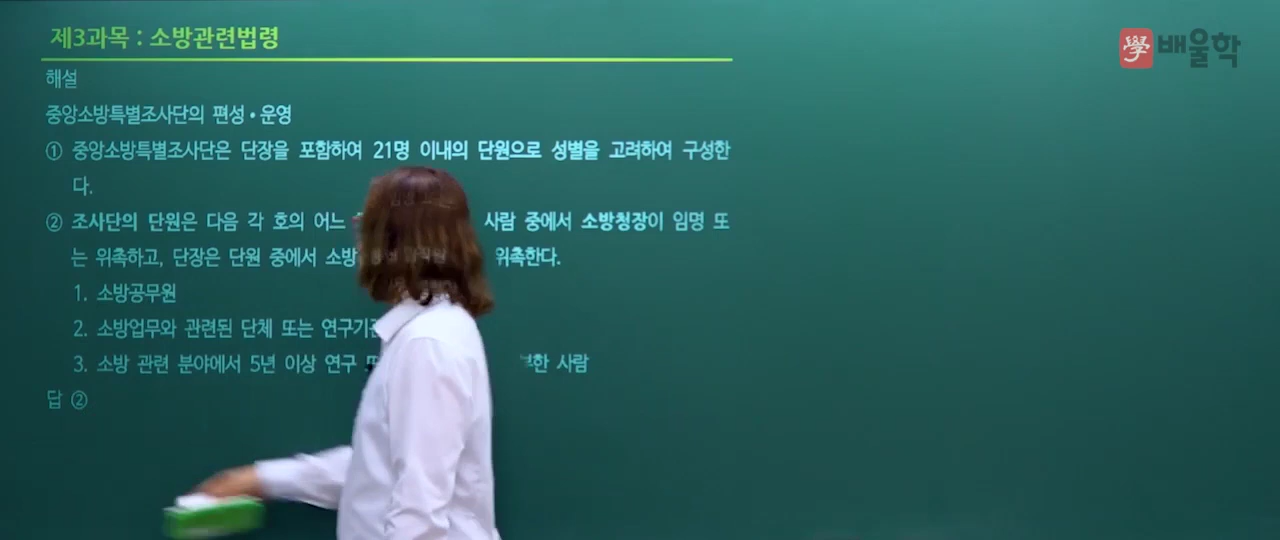 제3과목 : 소방관련법령
學 배울학
해설
중앙소방특별조사단의 편성·운영
① 중앙소방특별조사단은 단장을 포함하여 21명 이내의 단원으로 성별을 고려하여 구성한
다.
② 조사단의 단원은 다음 각 호의 어느 사람 중에서 소방청장이 임명 또
는 위촉하고, 단장은 단원 중에서 위촉한다.
1. 소방공무원
2. 소방업무와 관련된 단체 또는
3. 소방 관련 분야에서 5년 이상 연구 사람
답 ②